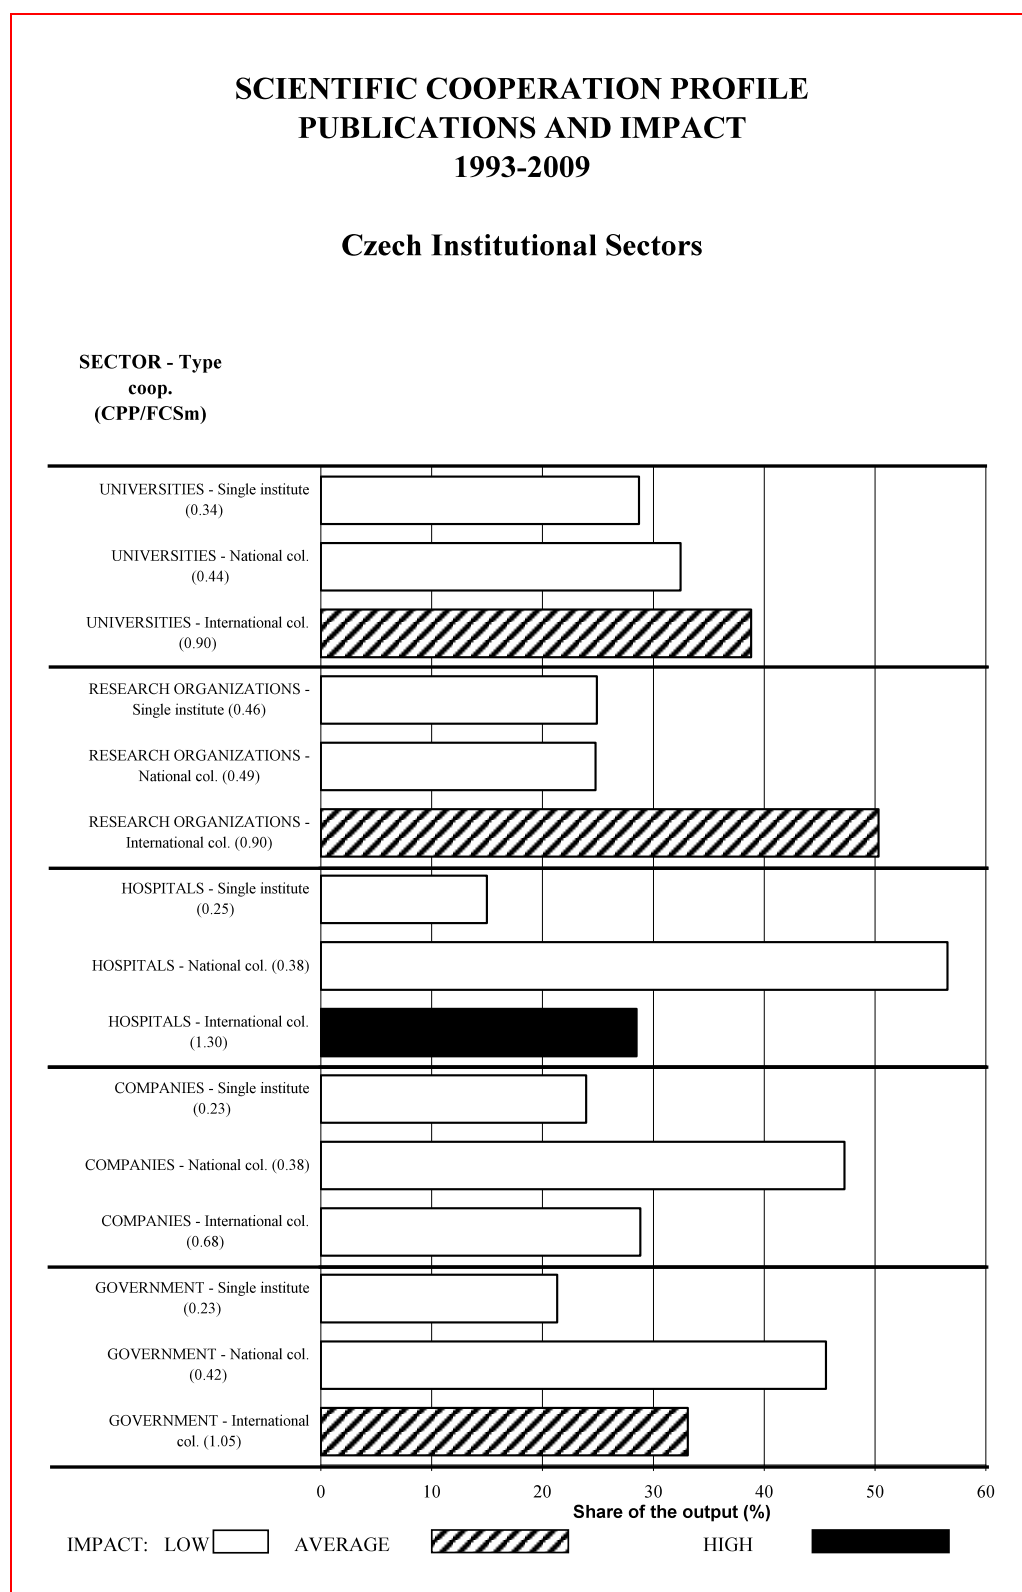 SCIENTIFIC COOPERATION PROFILE
PUBLICATIONS AND IMPACT
1993-2009
Czech Institutional Sectors
SECTOR - Type
coop.
(CPP/FCSm)
UNIVERSITIES - Single institute
(0.34)
UNIVERSITIES - National col.
(0.44)
UNIVERSITIES - International col.
(0.90)
RESEARCH ORGANIZATIONS -
Single institute (0.46)
RESEARCH ORGANIZATIONS -
National col. (0.49)
RESEARCH ORGANIZATIONS -
International col. (0.90)
HOSPITALS - Single institute
(0.25)
HOSPITALS - National col. (0.38)
HOSPITALS - International col.
(1.30)
COMPANIES - Single institute
(0.23)
COMPANIES - National col. (0.38)
COMPANIES - International col.
(0.68)
GOVERNMENT - Single institute
(0.23)
GOVERNMENT - National col.
(0.42)
GOVERNMENT - International
col. (1.05)
0 10 20 30 40 50 60
Share of the output (%)
IMPACT: LOW AVERAGE HIGH